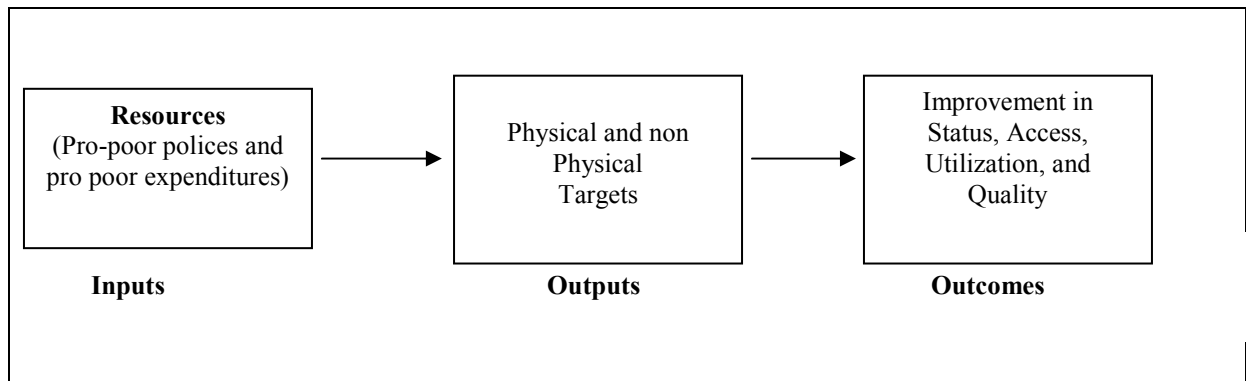 Resources
(Pro-poor polices and
pro poor expenditures)
Physical and non
Physical
Targets
Improvement in
Status, Access,
Utilization, and
Quality
Inputs
Outputs
Outcomes